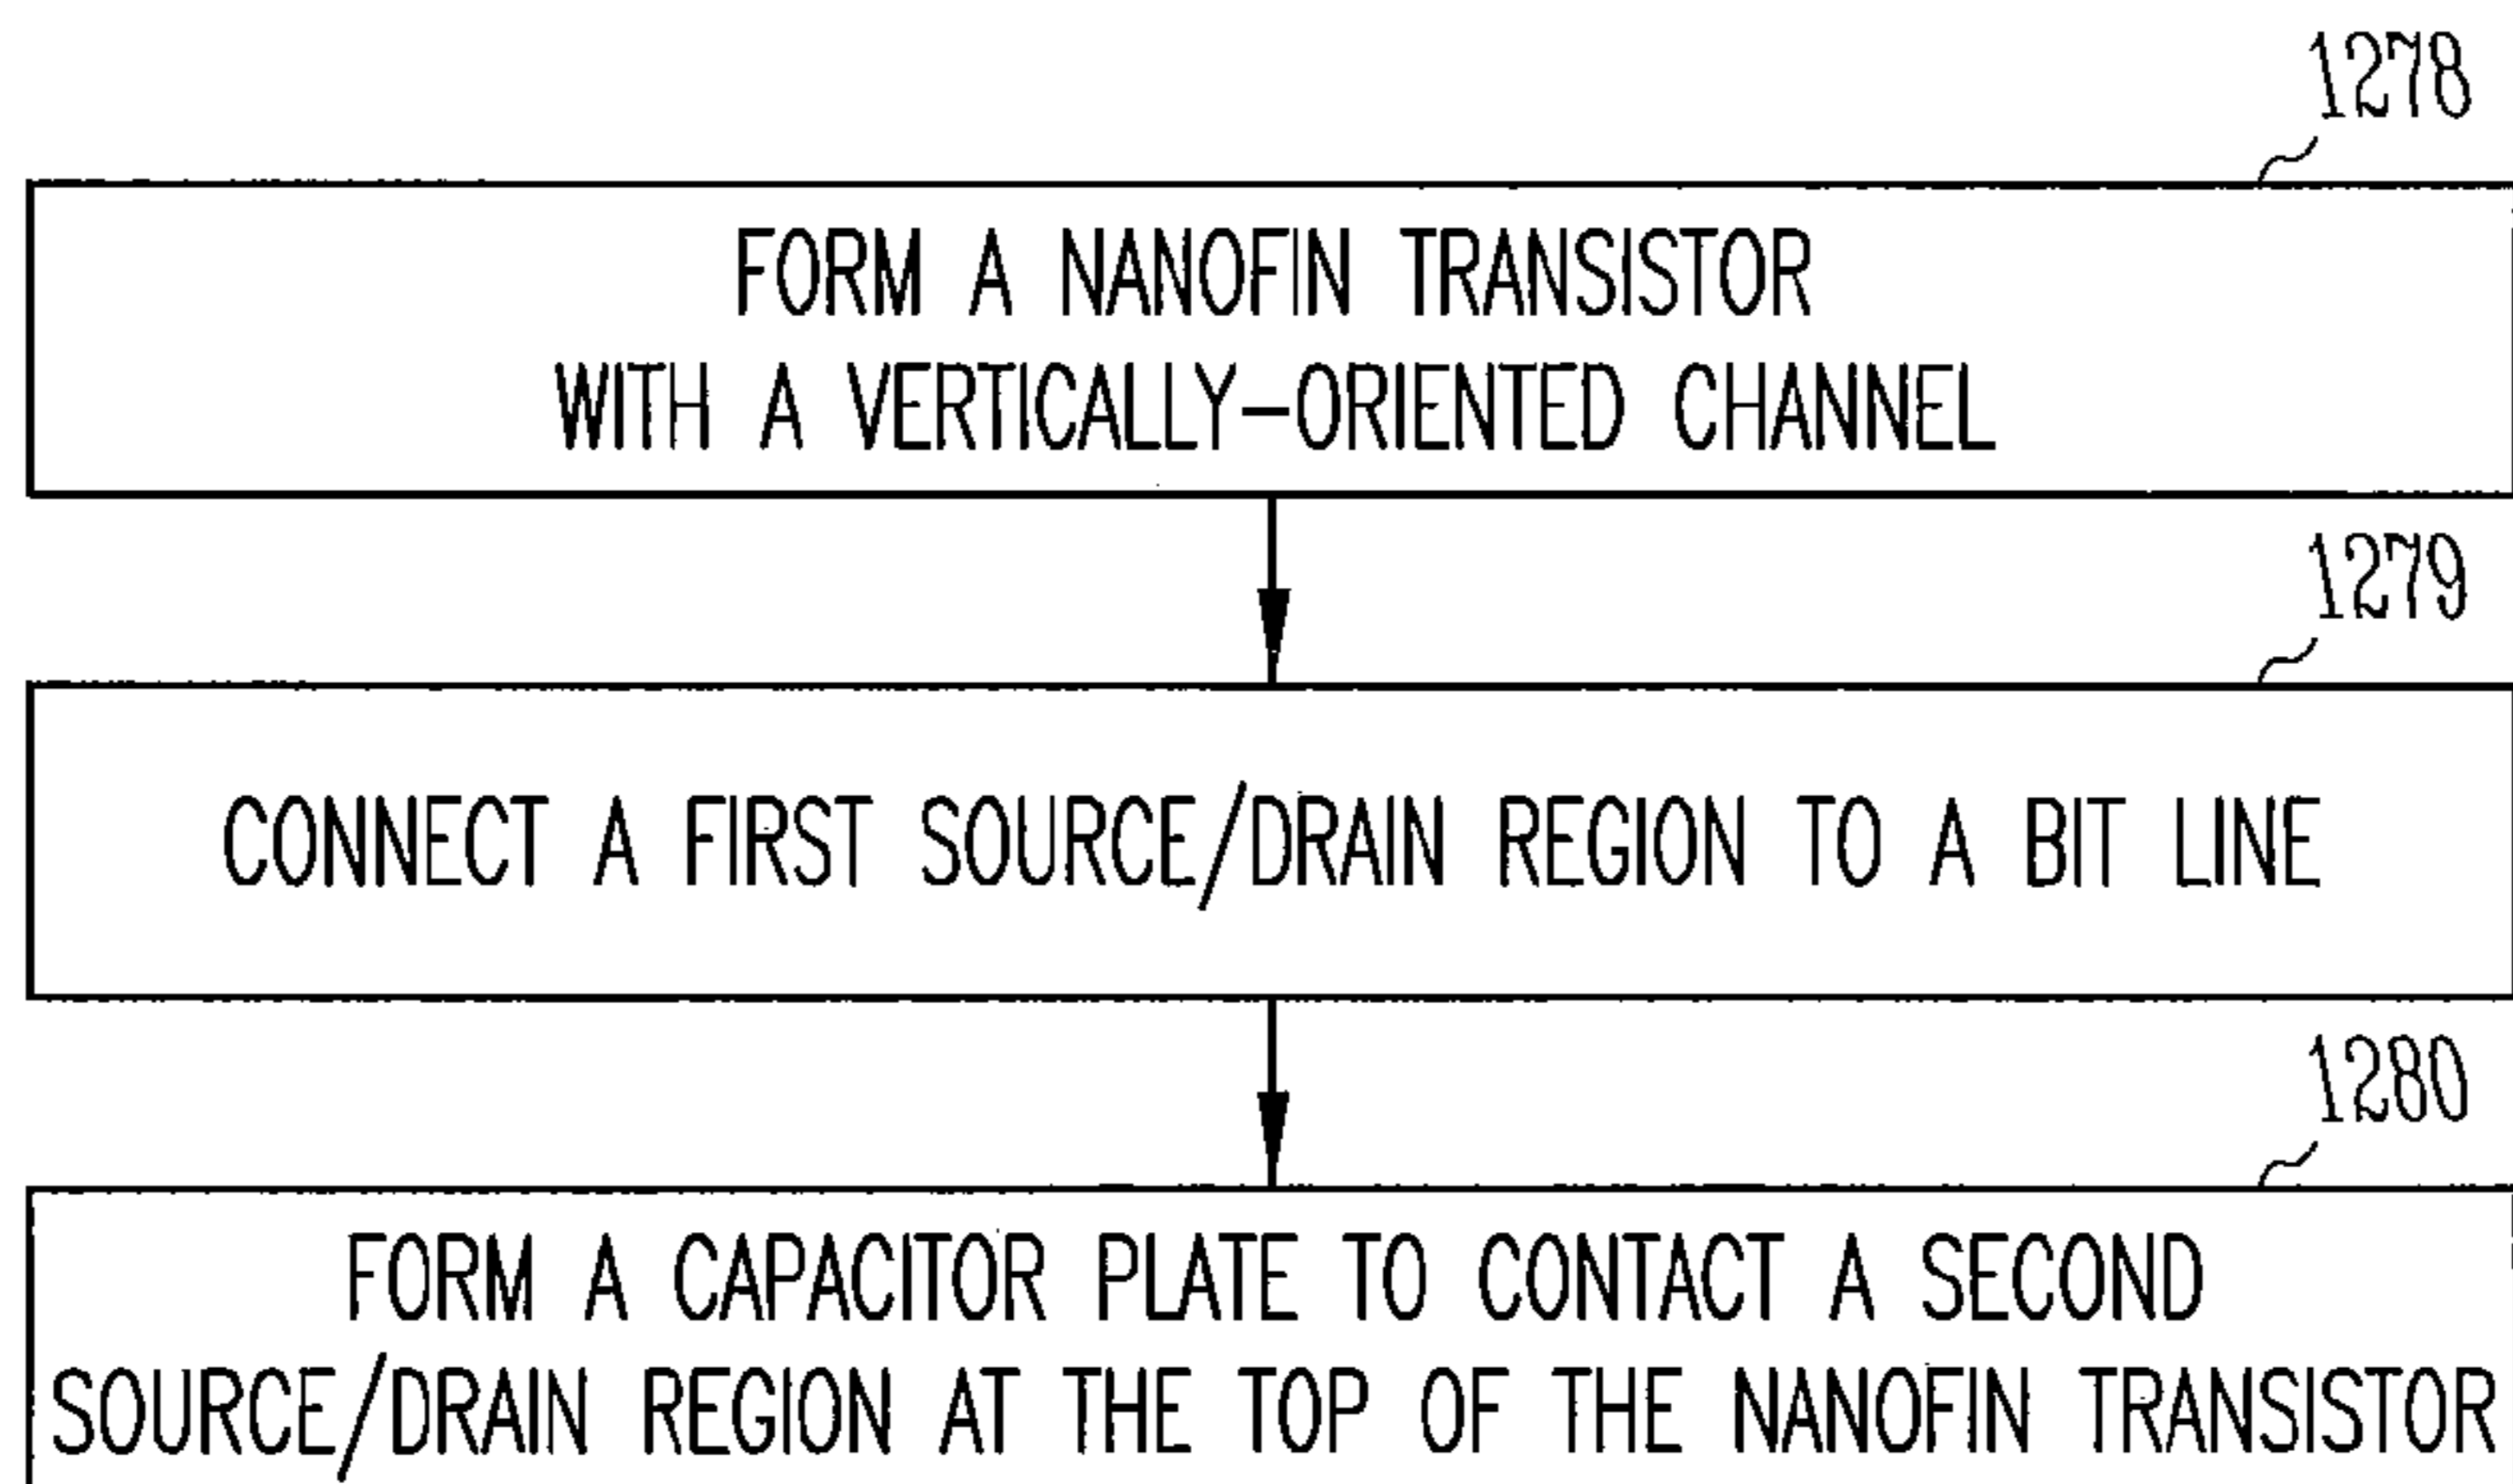 1278
FORM A NANOFIN TRANSISTOR
WITH A VERTICALLY-ORIENTED CHANNEL
1279
CONNECT A FIRST SOURCE/DRAIN REGION TO A BIT LINE
1280
FORM A CAPACITOR PLATE TO CONTACT A SECOND
SOURCE/DRAIN REGION AT THE TOP OF THE NANOFIN TRANSISTOR